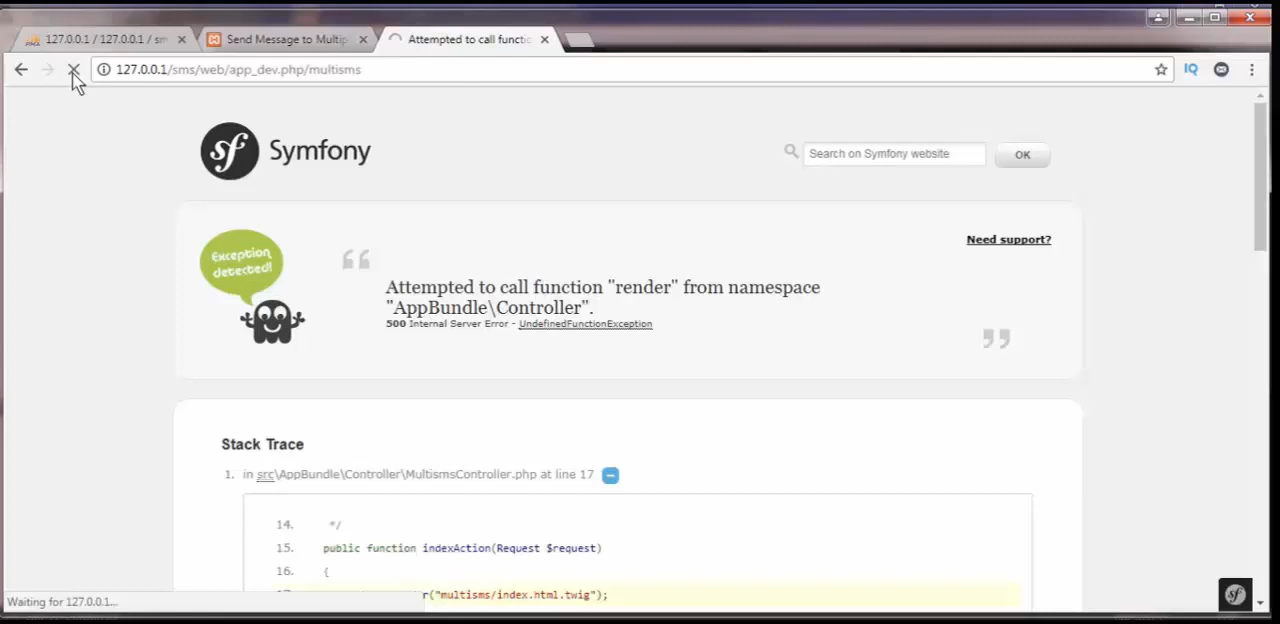 127.0.0.1 / 127.0.0.1 / sm
Send Message to Multip
Attempted to call functio
127.0.0.1/sms/web/app_dev.php/multisms
IQ
sf Symfony
Search on Symfony website
OK
Need support?
Exception
detected!
Attempted to call function "render" from namespace
"AppBundle\Controller".
500 Internal Server Error - UndefinedFunctionException
Stack Trace
1. in src\AppBundle\Controller\MultismsController.php at line 17
14. */
15. public function indexAction(Request $request)
16. {
r("multisms/index.html.twig");
Waiting for 127.0.0.1...
sf